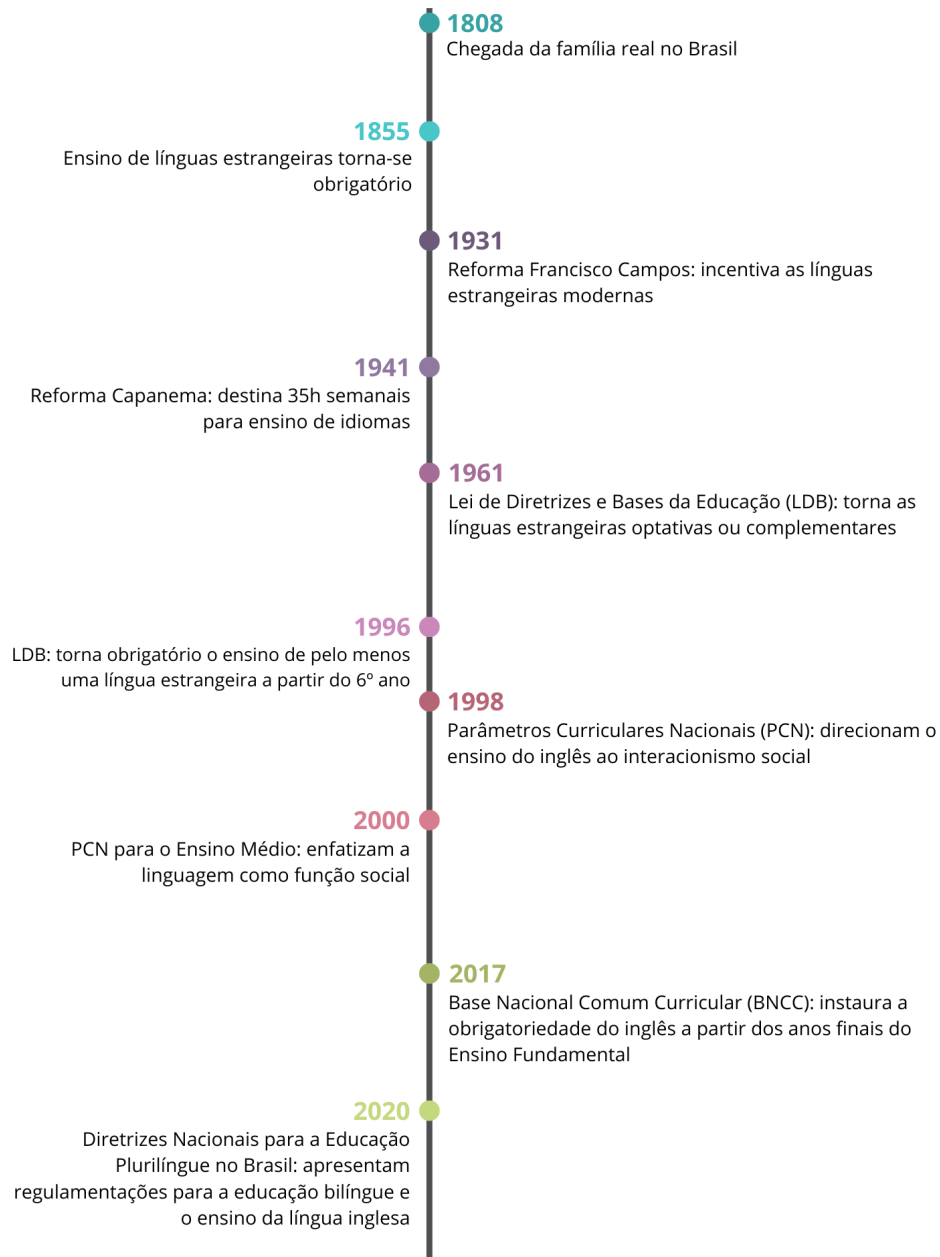 1808
Chegada da família real no Brasil
1855
Ensino de línguas estrangeiras torna-se
obrigatório
1931
Reforma Francisco Campos: incentiva as línguas
estrangeiras modernas
1941
Reforma Capanema: destina 35h semanais
para ensino de idiomas
1961
Lei de Diretrizes e Bases da Educação (LDB): torna as
línguas estrangeiras optativas ou complementares
1996
LDB: torna obrigatório o ensino de pelo menos
uma língua estrangeira a partir do 6º ano
1998
Parâmetros Curriculares Nacionais (PCN): direcionam o
ensino do inglês ao interacionismo social
2000
PCN para o Ensino Médio: enfatizam a
linguagem como função social
2017
Base Nacional Comum Curricular (BNCC): instaura a
obrigatoriedade do inglês a partir dos anos finais do
Ensino Fundamental
2020
Diretrizes Nacionais para a Educação
Plurilíngue no Brasil: apresentam
regulamentações para a educação bilíngue e
o ensino da língua inglesa